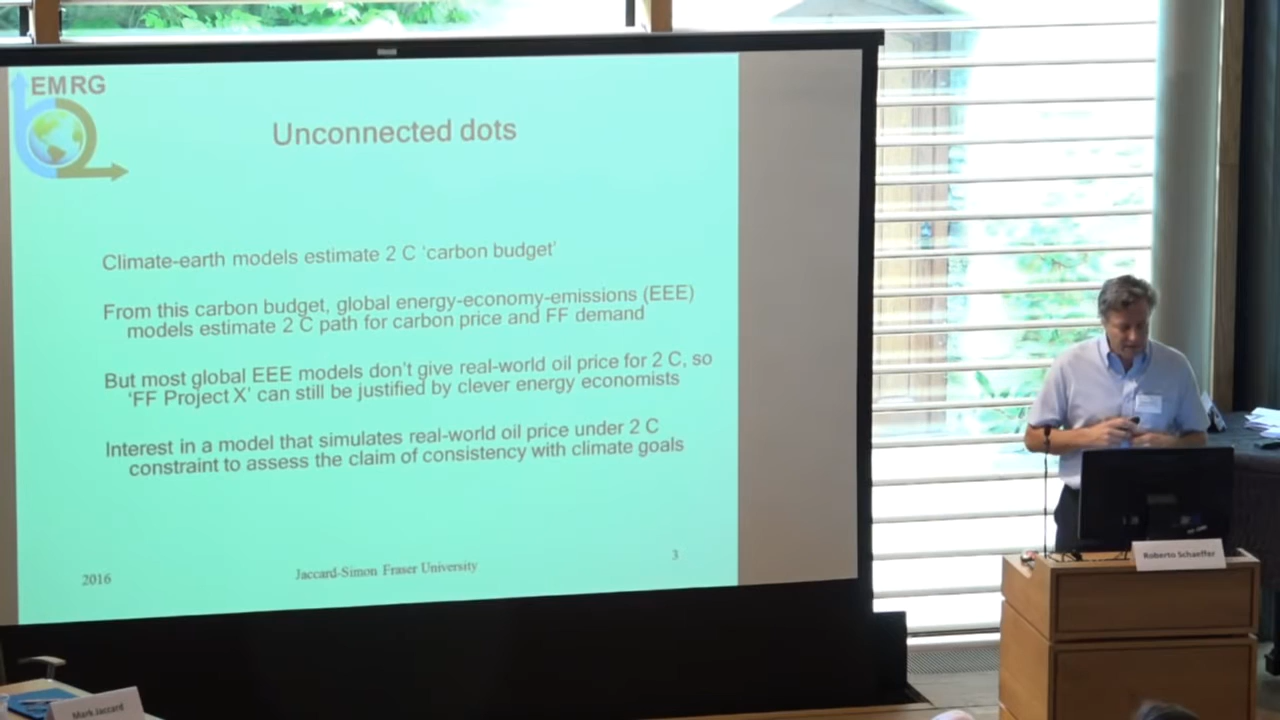 EMRG
Unconnected dots
Climate-earth models estimate 2 C ‘carbon budget’
From this carbon budget, global energy-economy-emissions (EEE)
models estimate 2 C path for carbon price and FF demand
But most global EEE models don’t give real-world oil price for 2 C, so
‘FF Project X’ can still be justified by clever energy economists
Interest in a model that simulates real-world oil price under 2 C
constraint to assess the claim of consistency with climate goals
2016
Jaccard-Simon Fraser University
3
Roberto Schaeffer
Mark Jaccard